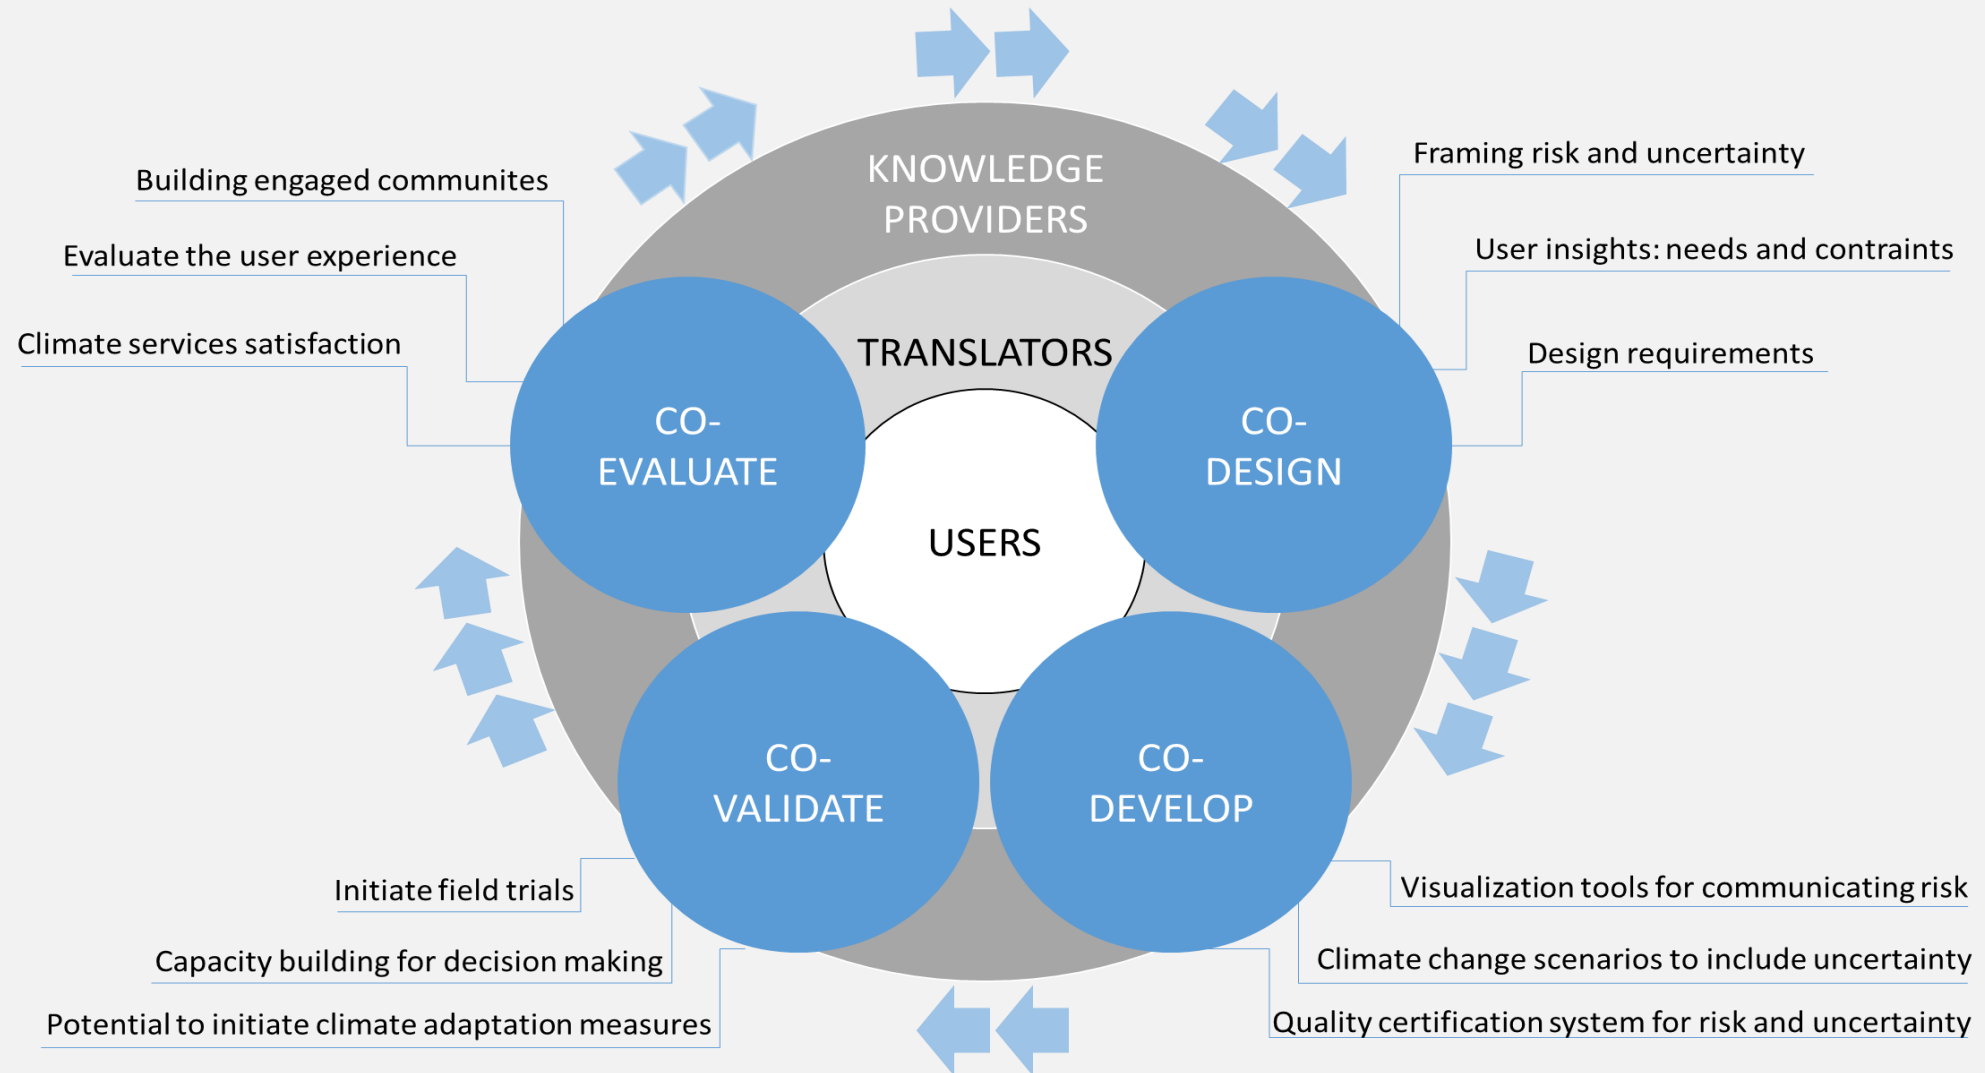 KNOWLEDGE
PROVIDERS
TRANSLATORS
USERS
Building engaged communites
Evaluate the user experience
Climate services satisfaction
CO-
EVALUATE
Framing risk and uncertainty
User insights: needs and contraints
Design requirements
CO-
DESIGN
CO-
VALIDATE
Initiate field trials
Capacity building for decision making
Potential to initiate climate adaptation measures
CO-
DEVELOP
Visualization tools for communicating risk
Climate change scenarios to include uncertainty
Quality certification system for risk and uncertainty